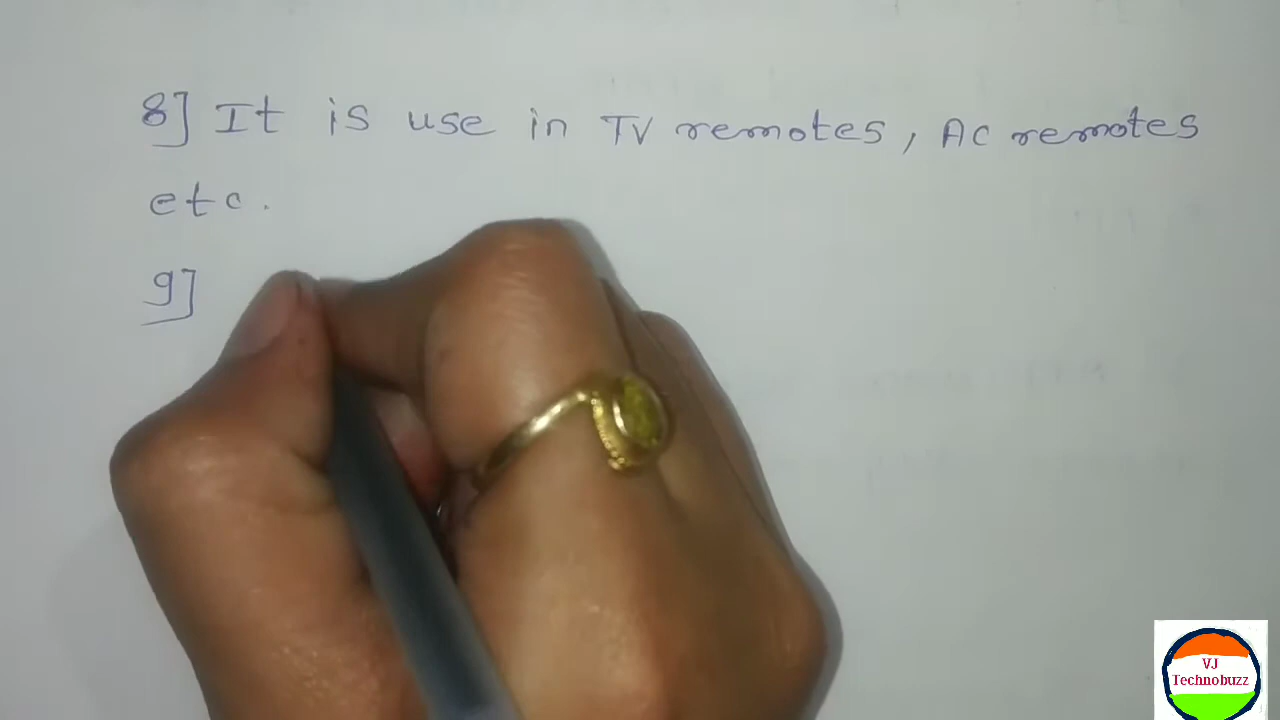 8] It is use in TV remotes, AC remotes
etc.
9]
VJ
Technobuzz